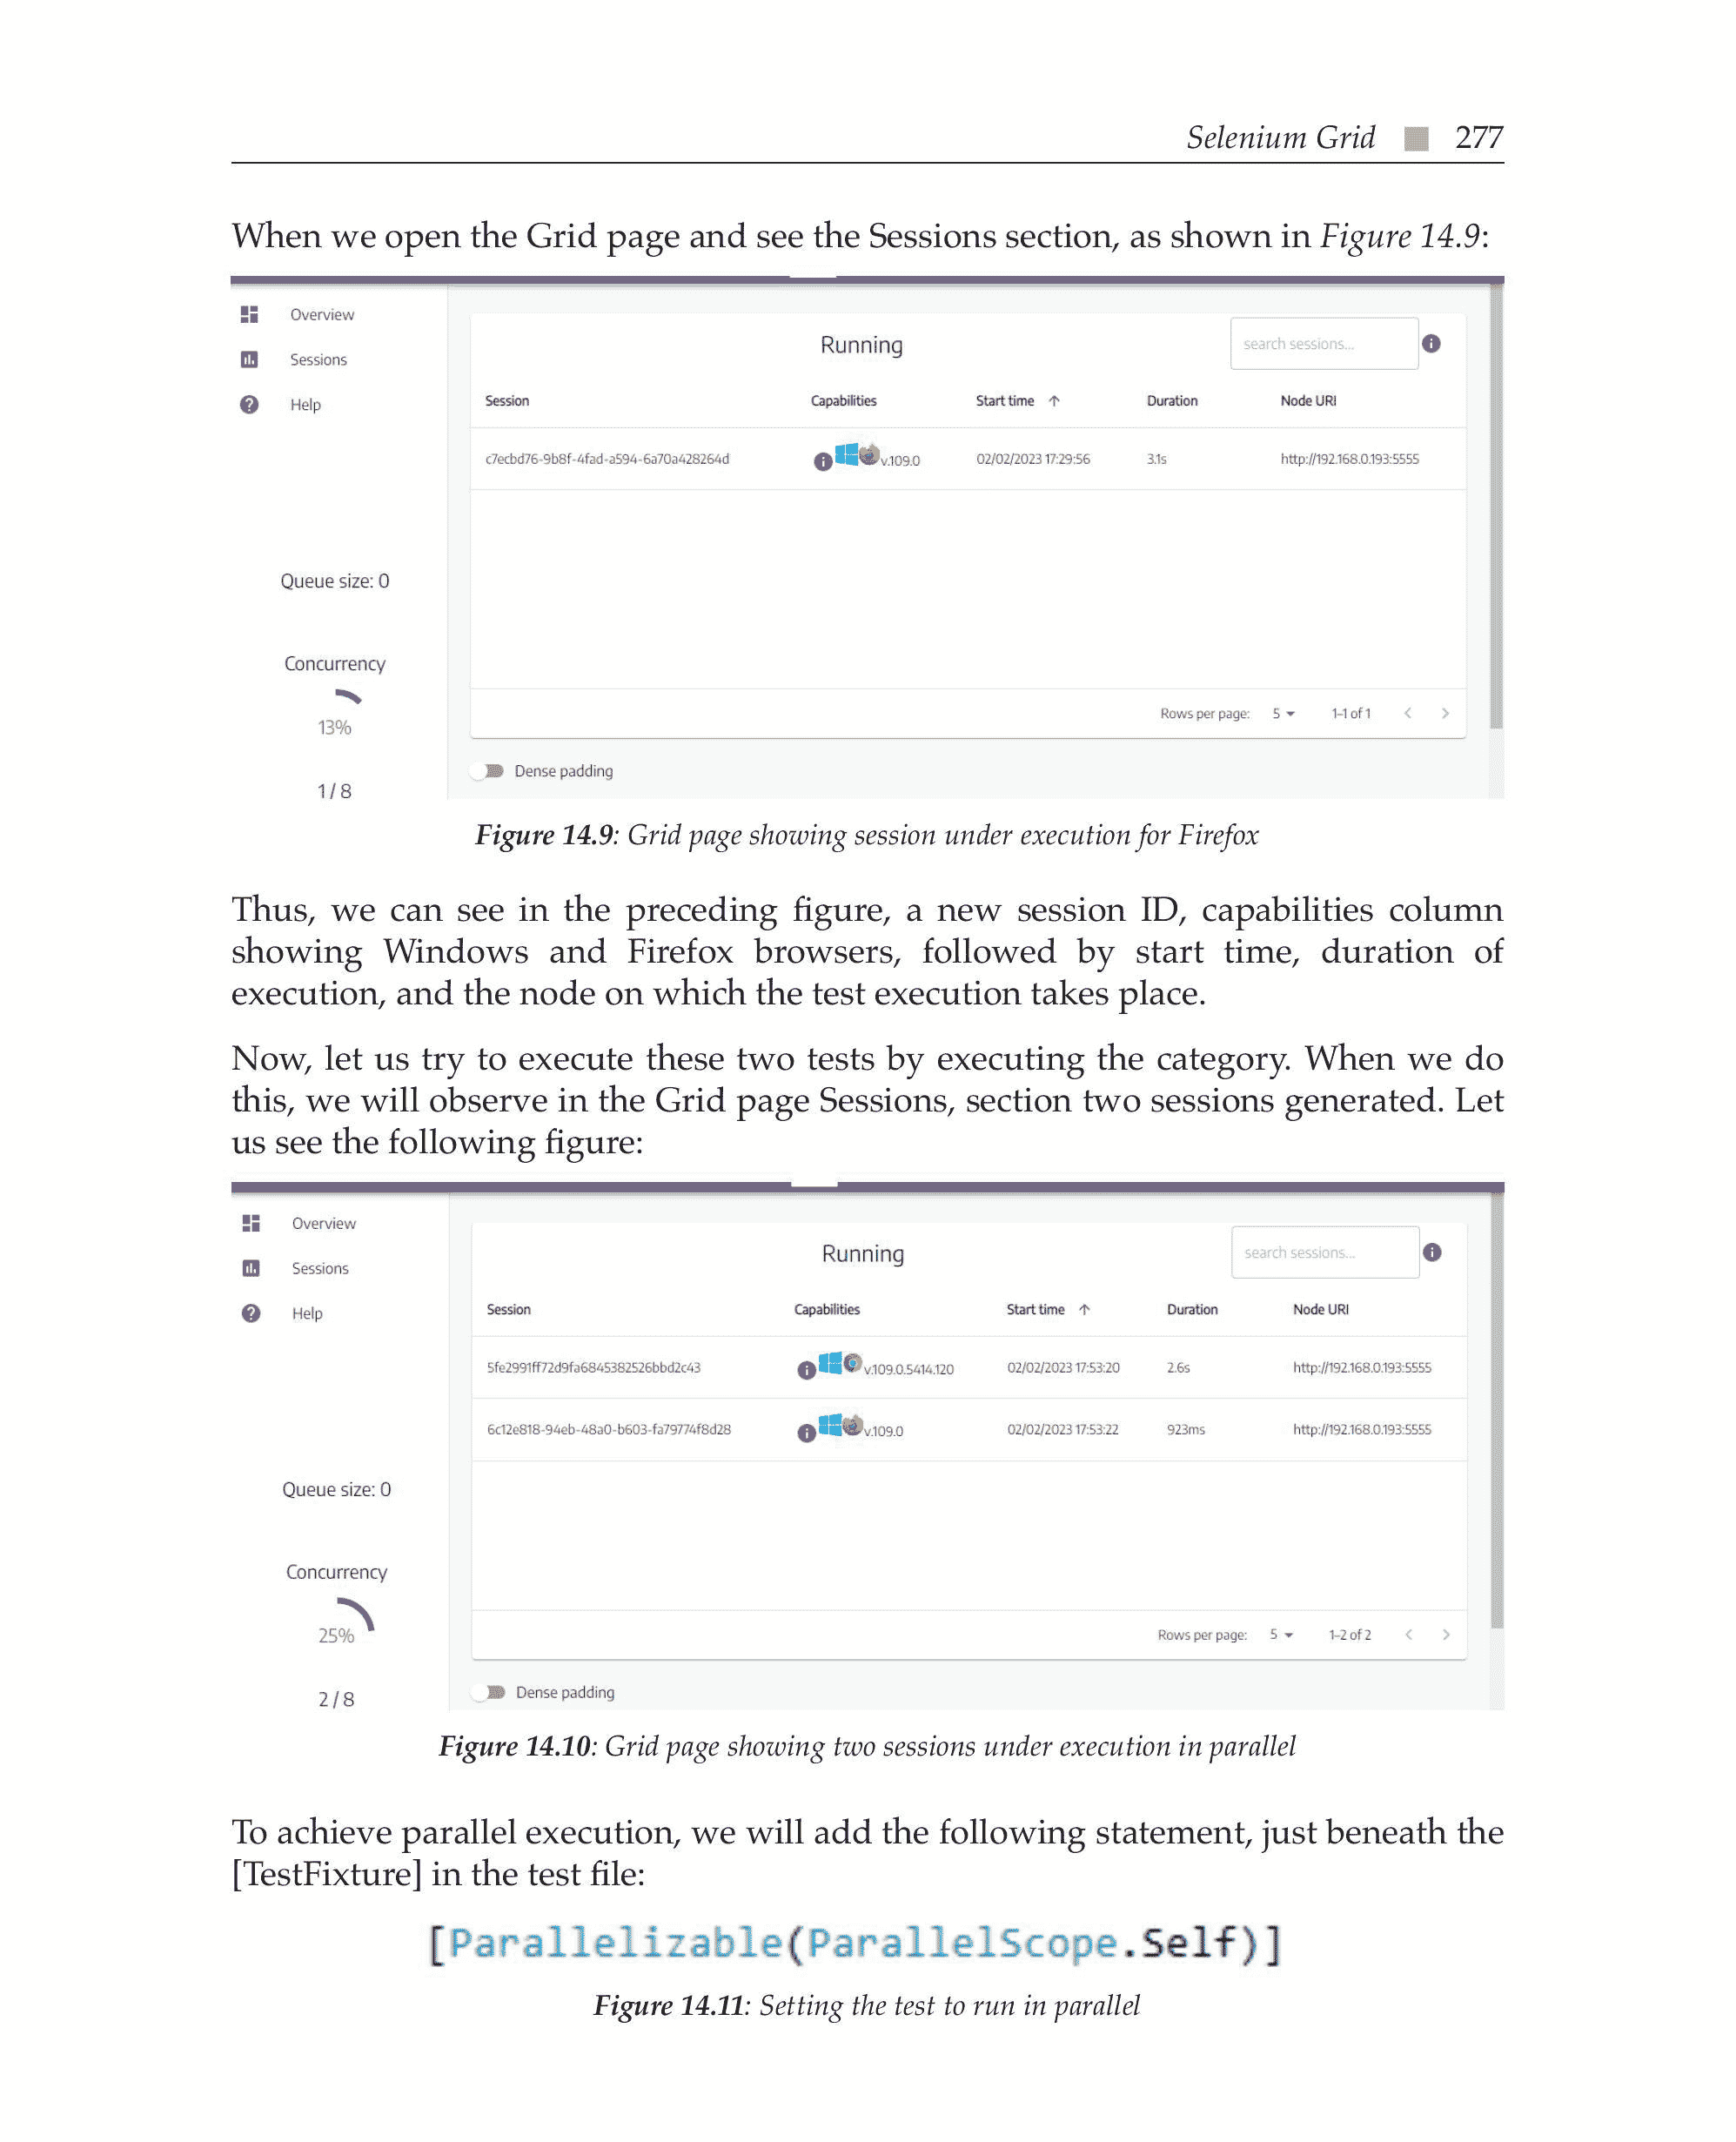 Selenium Grid 277
When we open the Grid page and see the Sessions section, as shown in Figure 14.9:
Overview
Sessions
Help
Running
search sessions...
Session Capabilities Start time Duration Node URI
c7ecbd76-9b8f-4fad-a594-6a70a428264d v.109.0 02/02/2023 17:29:56 3.1s http://192.168.0.193:5555
Queue size: 0
Concurrency
13%
1 / 8
Rows per page: 5 1-1 of 1
Dense padding
Figure 14.9: Grid page showing session under execution for Firefox
Thus, we can see in the preceding figure, a new session ID, capabilities column
showing Windows and Firefox browsers, followed by start time, duration of
execution, and the node on which the test execution takes place.
Now, let us try to execute these two tests by executing the category. When we do
this, we will observe in the Grid page Sessions, section two sessions generated. Let
us see the following figure:
Overview
Sessions
Help
Running
search sessions...
Session Capabilities Start time Duration Node URI
5fe2991ff72d9fa6845382526bbd2c43 v.109.0.5414.120 02/02/2023 17:53:20 2.6s http://192.168.0.193:5555
6c12e818-94eb-48a0-b603-fa79774f8d28 v.109.0 02/02/2023 17:53:22 923ms http://192.168.0.193:5555
Queue size: 0
Concurrency
25%
2 / 8
Rows per page: 5 1-2 of 2
Dense padding
Figure 14.10: Grid page showing two sessions under execution in parallel
To achieve parallel execution, we will add the following statement, just beneath the
[TestFixture] in the test file:
[Parallelizable(ParallelScope.Self)]
Figure 14.11: Setting the test to run in parallel